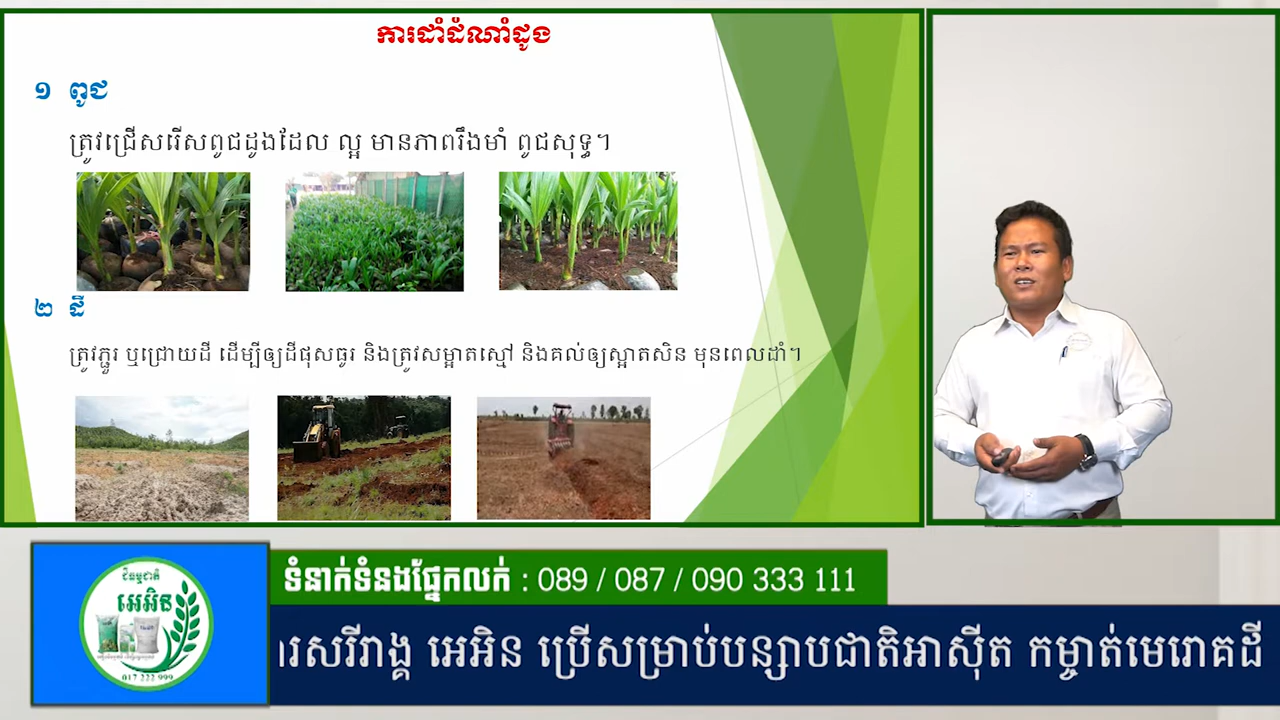 ការដាំដំណាំដូង
១ ពូជ
ត្រូវជ្រើសរើសពូជដូងដែល ល្អ មានភាពរឹងមាំ ពូជសុទ្ធ។
២ ដី
ត្រូវភ្ជួរ ឬជ្រោយដី ដើម្បីឲ្យដីផុសធូរ និងត្រូវសម្អាតស្មៅ និងគល់ឲ្យស្អាតសិន មុនពេលដាំ។
ទំនាក់ទំនងផ្នែកលក់ : 089 / 087 / 090 333 111
ជីធម្មជាតិ
អេអិន
017 222 999
ារសរីរាង្គ អេអិន ប្រើសម្រាប់បន្សាបជាតិអាស៊ីត កម្ចាត់មេរោគដី